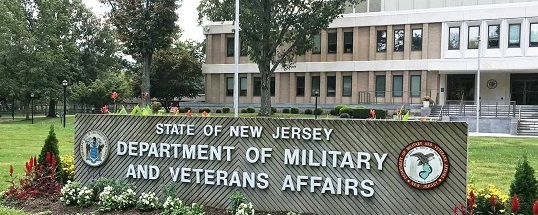 STATE OF NEW JERSEY
DEPARTMENT OF MILITARY
AND VETERANS AFFAIRS